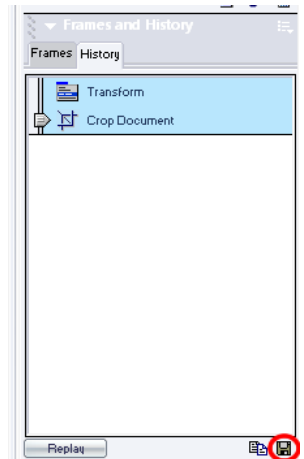 Frames and History
Frames History
Transform
Crop Document
Replay